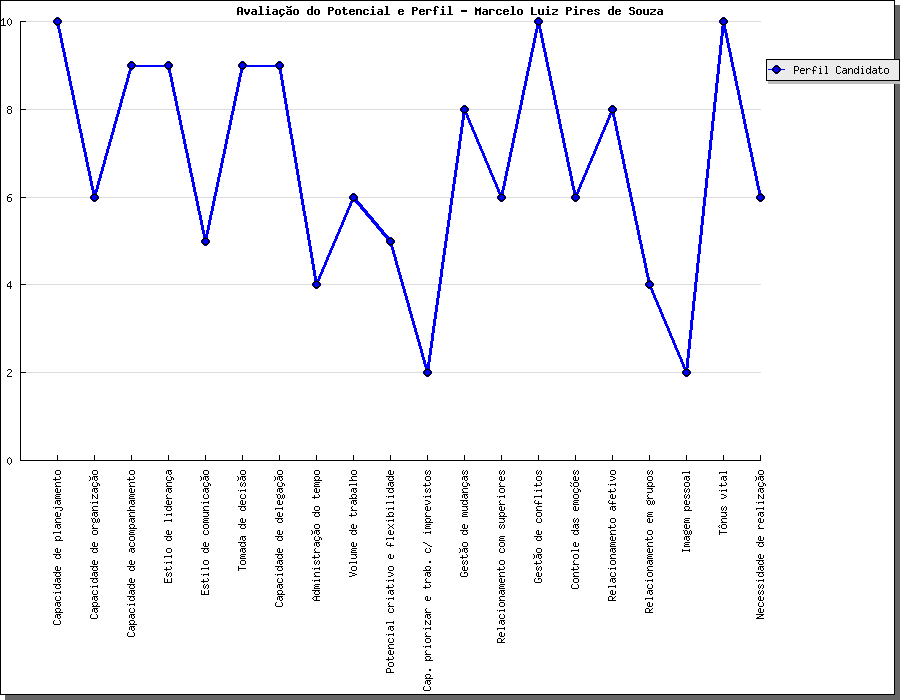 Avaliação do Potencial e Perfil - Marcelo Luiz Pires de Souza
10
8
6
4
2
0
Perfil Candidato
Capacidade de planejamento
Capacidade de organização
Capacidade de acompanhamento
Estilo de liderança
Estilo de comunicação
Tomada de decisão
Capacidade de delegação
Administração do tempo
Volume de trabalho
Potencial criativo e flexibilidade
Cap. priorizar e trab. c/ imprevistos
Gestão de mudanças
Relacionamento com superiores
Gestão de conflitos
Controle das emoções
Relacionamento afetivo
Relacionamento em grupos
Imagem pessoal
Tônus vital
Necessidade de realização